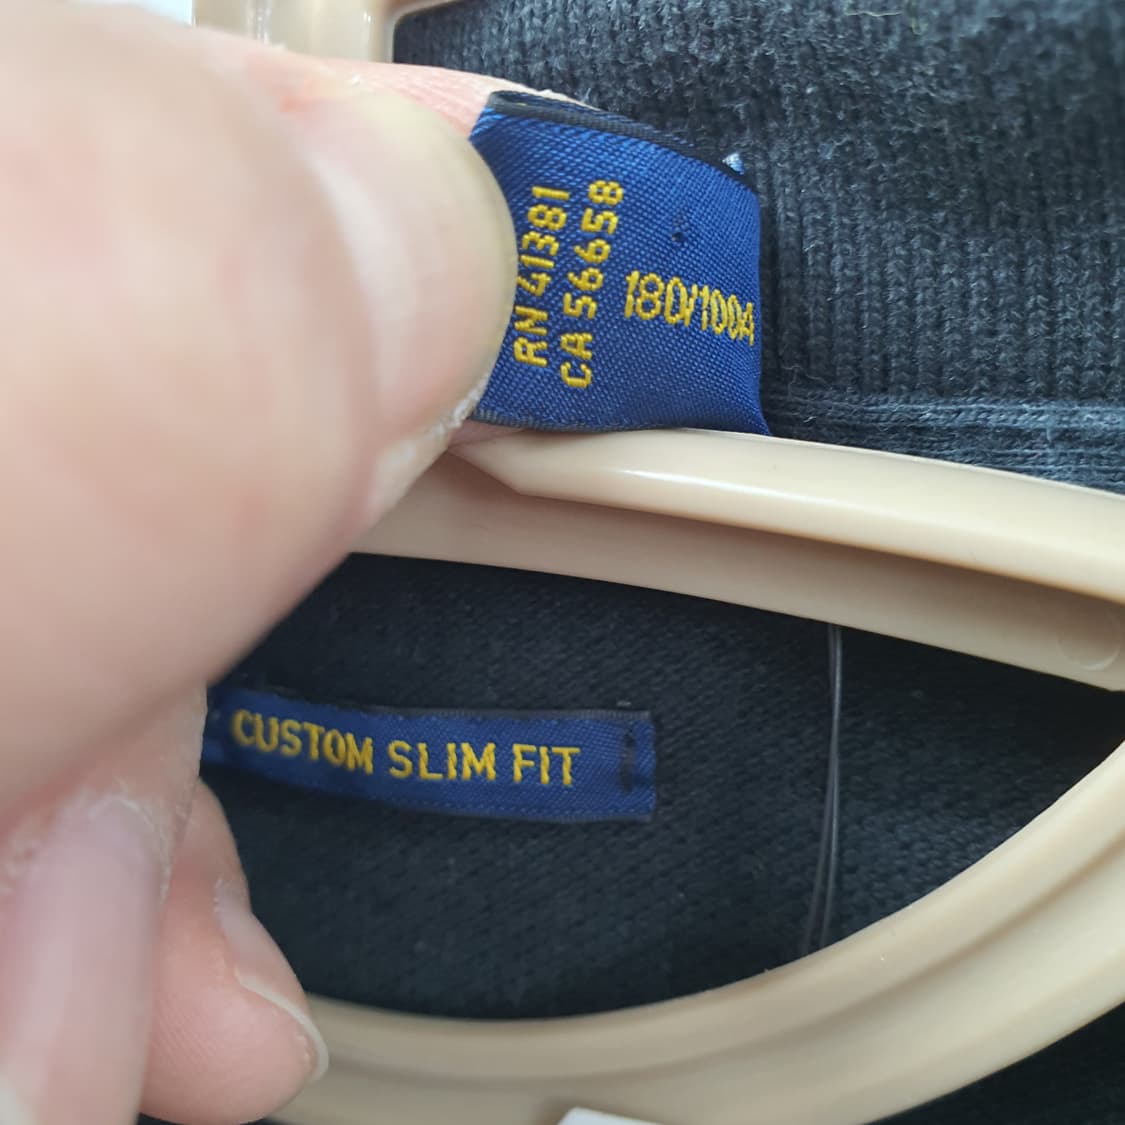 RN 41381
CA 56658
180/100A
CUSTOM SLIM FIT